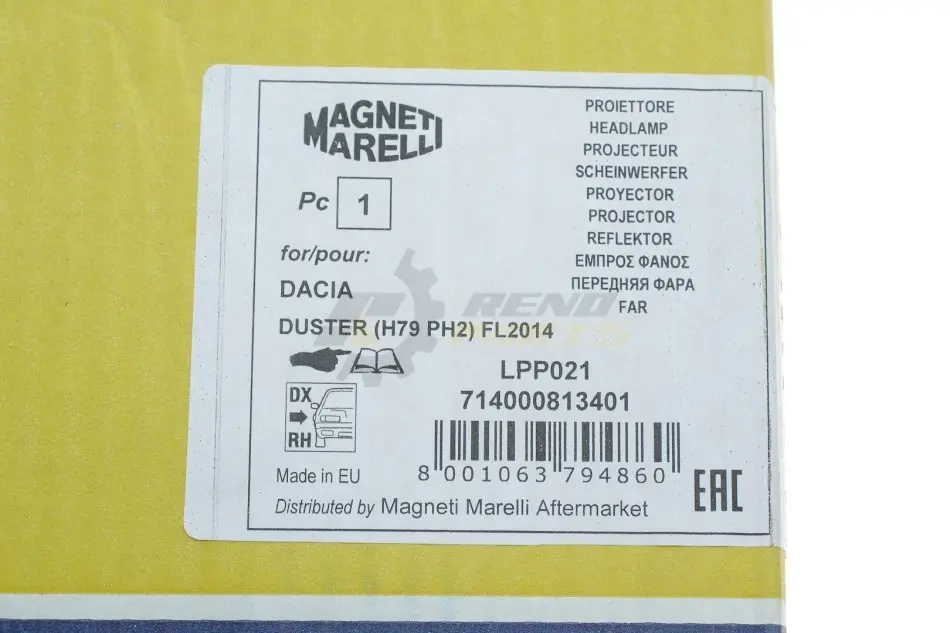 MAGNETI
MARELLI
Pc 1
for/pour:
DACIA
DUSTER (H79 PH2) FL2014
PROIETTORE
HEADLAMP
PROJECTEUR
SCHEINWERFER
PROYECTOR
PROJECTOR
REFLEKTOR
ΕΜΠΡΟΣ ΦΑΝΟΣ
ПЕРЕДНЯЯ ФАРА
FAR
RENO
PARTS
LPP021
714000813401
DX
RH
8 001063 794860
EAC
Made in EU
Distributed by Magneti Marelli Aftermarket